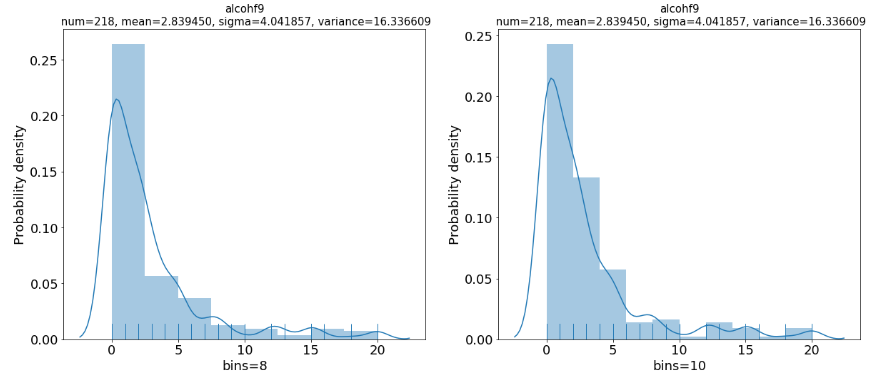 alcohf9
num=218, mean=2.839450, sigma=4.041857, variance=16.336609
Probability density
0.25
0.20
0.15
0.10
0.05
0.00
0 5 10 15 20
bins=8
alcohf9
num=218, mean=2.839450, sigma=4.041857, variance=16.336609
Probability density
0.25
0.20
0.15
0.10
0.05
0.00
0 5 10 15 20
bins=10